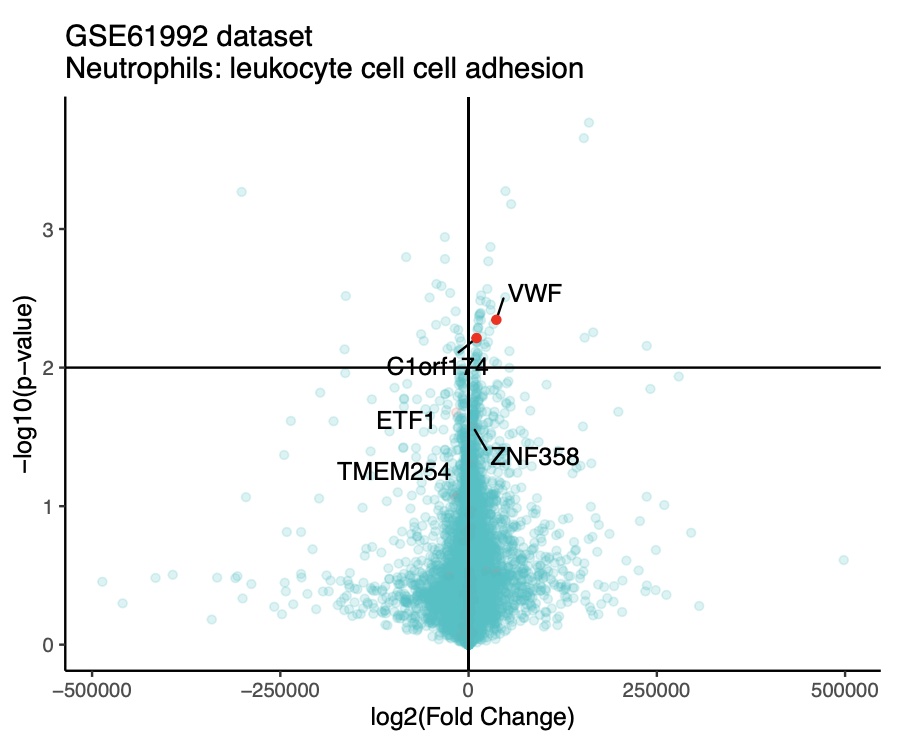 GSE61992 dataset
Neutrophils: leukocyte cell cell adhesion
−log10(p−value)
3
2
1
0
VWF
C1orf174
ETF1
ZNF358
TMEM254
−500000
−250000
0
250000
500000
log2(Fold Change)